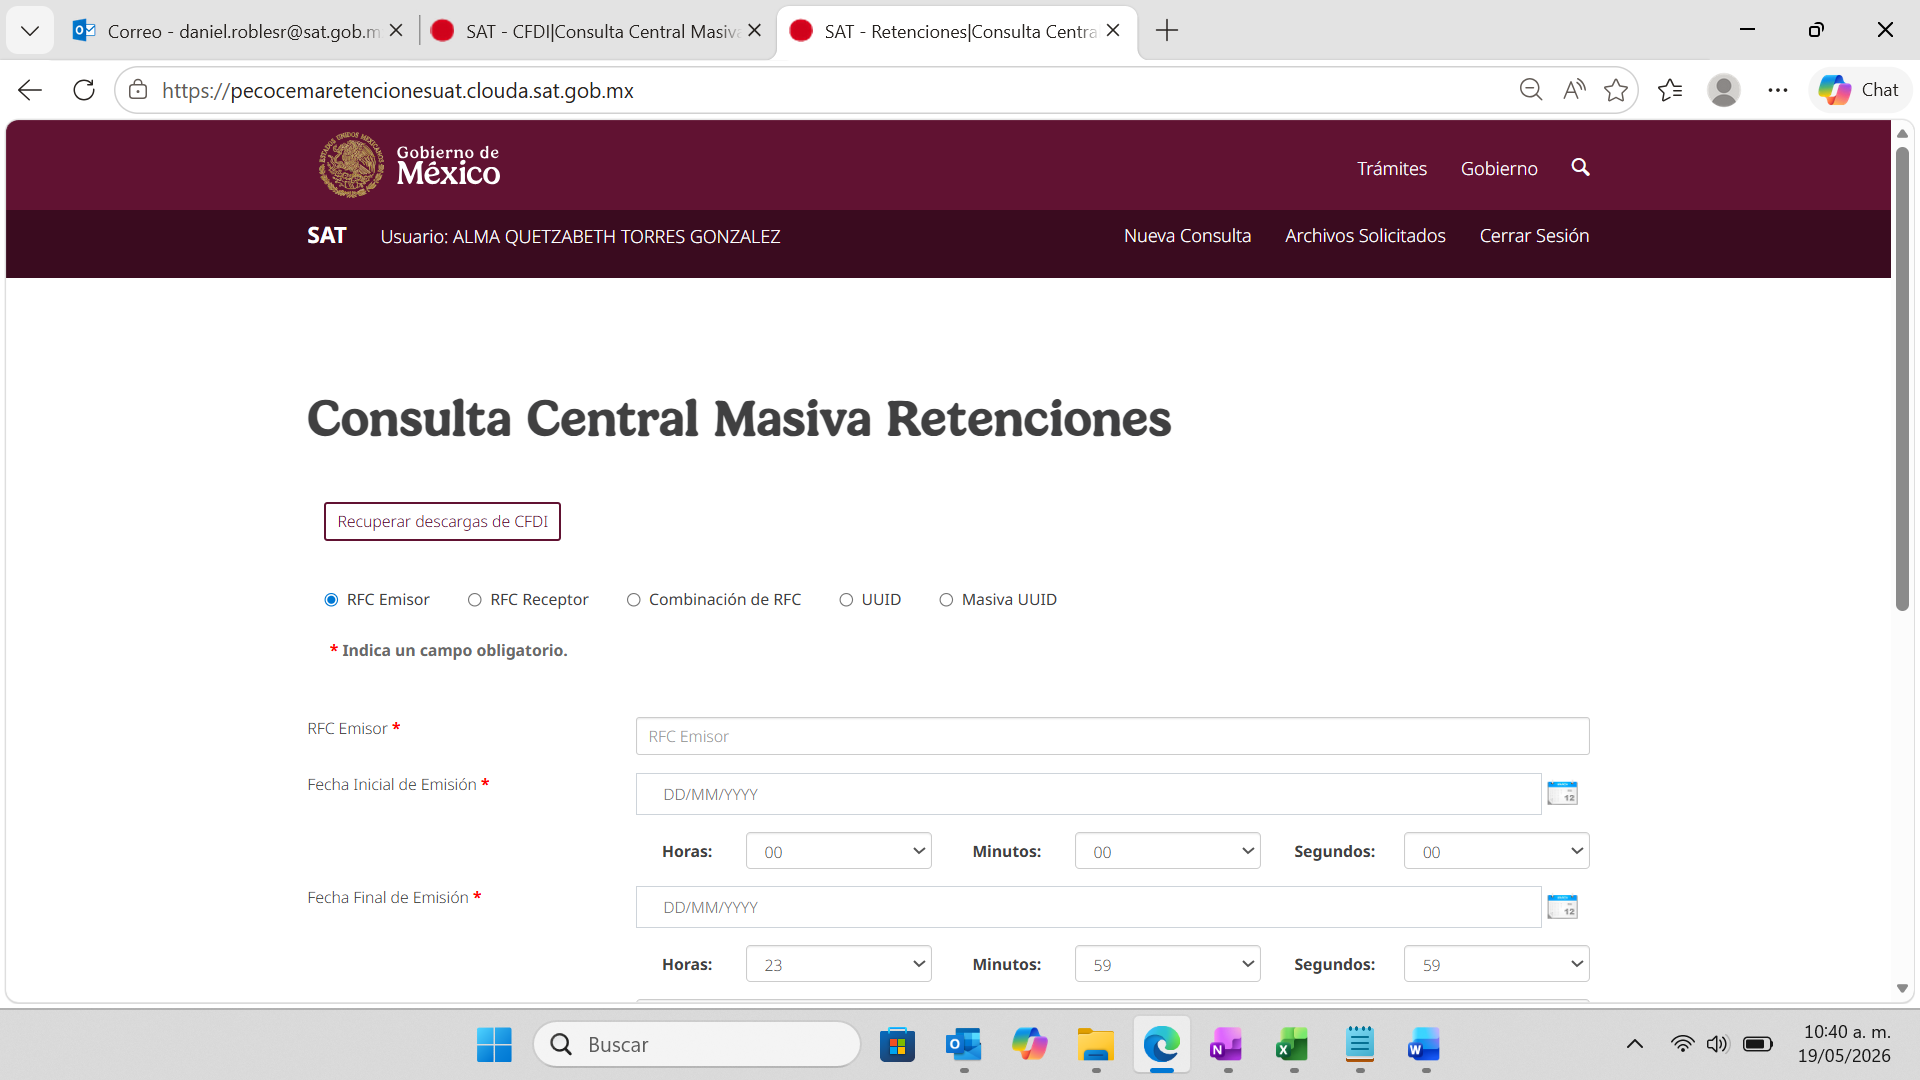 Correo - daniel.roblesr@sat.gob.m
SAT - CFDI|Consulta Central Masiva
SAT - Retenciones|Consulta Centra
https://pecocemaretencionesuat.clouda.sat.gob.mx
Chat
Gobierno de
México
Trámites
Gobierno
SAT
Usuario: ALMA QUETZABETH TORRES GONZALEZ
Nueva Consulta
Archivos Solicitados
Cerrar Sesión
Consulta Central Masiva Retenciones
Recuperar descargas de CFDI
RFC Emisor
RFC Receptor
Combinación de RFC
UUID
Masiva UUID
* Indica un campo obligatorio.
RFC Emisor *
RFC Emisor
Fecha Inicial de Emisión *
DD/MM/YYYY
Horas: 00 Minutos: 00 Segundos: 00
Fecha Final de Emisión *
DD/MM/YYYY
Horas: 23 Minutos: 59 Segundos: 59
Buscar
10:40 a. m.
19/05/2026